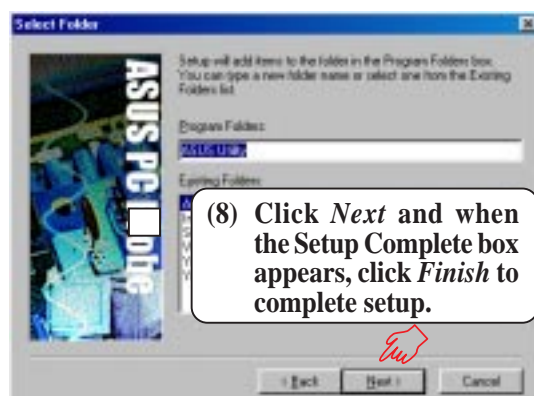 Select Folder
ASUS PC Probe
Setup will add items to the folder in the Program Folders box.
You can type a new folder name or select one from the Existing
Folders list.
Program Folders:
ASUS Utility
Existing Folders:
(8) Click Next and when
the Setup Complete box
appears, click Finish to
complete setup.
< Back
Next >
Cancel